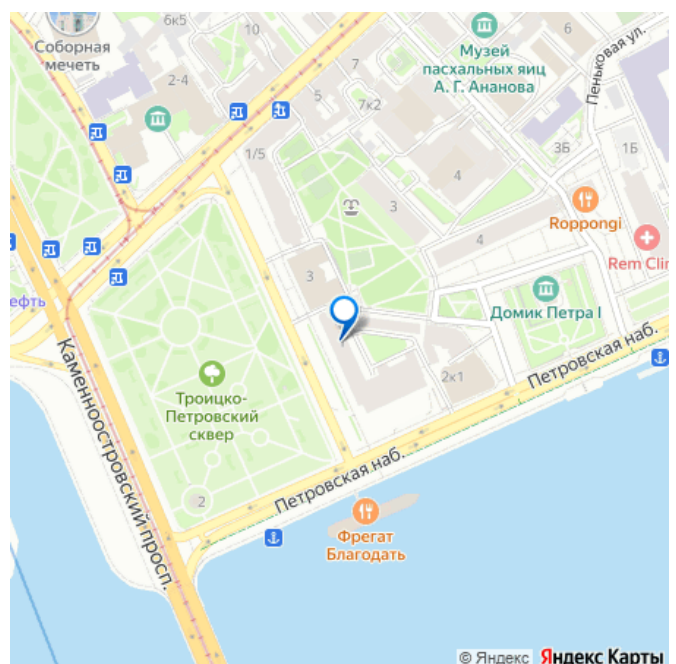 6к5
10
Соборная
мечеть
2-4
Музей
пасхальных яиц
А. Г. Ананова
Пеньковая ул.
7
5
7к2
1/5
4
3Б
1Б
3
Roppongi
4
Rem Clin
3
ефть
Домик Петра I
Петровская наб.
2к1
Троицко-
Петровский
сквер
Каменноостровский просп.
2
Петровская наб.
Фрегат
Благодать
© Яндекс Яндекс Карты